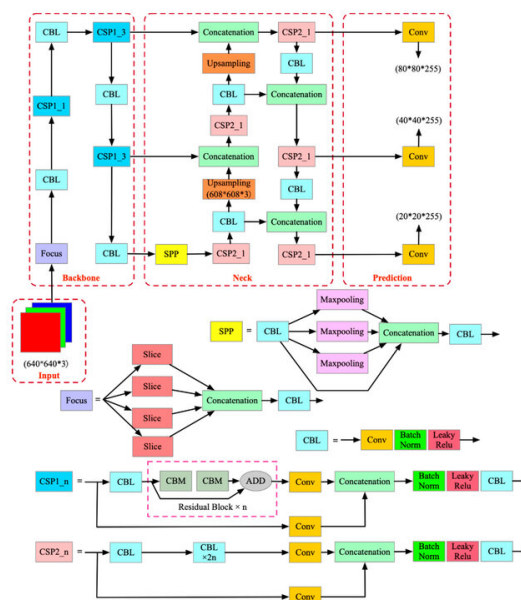 CBL CSP1_3 Concatenation CSP2_1 Conv
Upsampling CBL (80*80*255)
CSP1_1 CBL CBL Concatenation
CSP2_1 (40*40*255)
CSP1_3 Concatenation CSP2_1 Conv
CBL Upsampling
(608*608*3) CBL
CBL Concatenation (20*20*255)
Focus CBL SPP CSP2_1 CSP2_1 Conv
Backbone Neck Prediction
(640*640*3)
Input
Maxpooling
SPP = CBL Maxpooling Concatenation CBL
Maxpooling
Slice
Slice
Focus = Concatenation CBL
Slice
Slice
CBL = Conv Batch Norm Leaky Relu
CSP1_n = CBL CBM CBM ADD Conv Concatenation Batch Norm Leaky Relu CBL
Residual Block × n
Conv
CSP2_n = CBL CBL ×2n Conv Concatenation Batch Norm Leaky Relu CBL
Conv